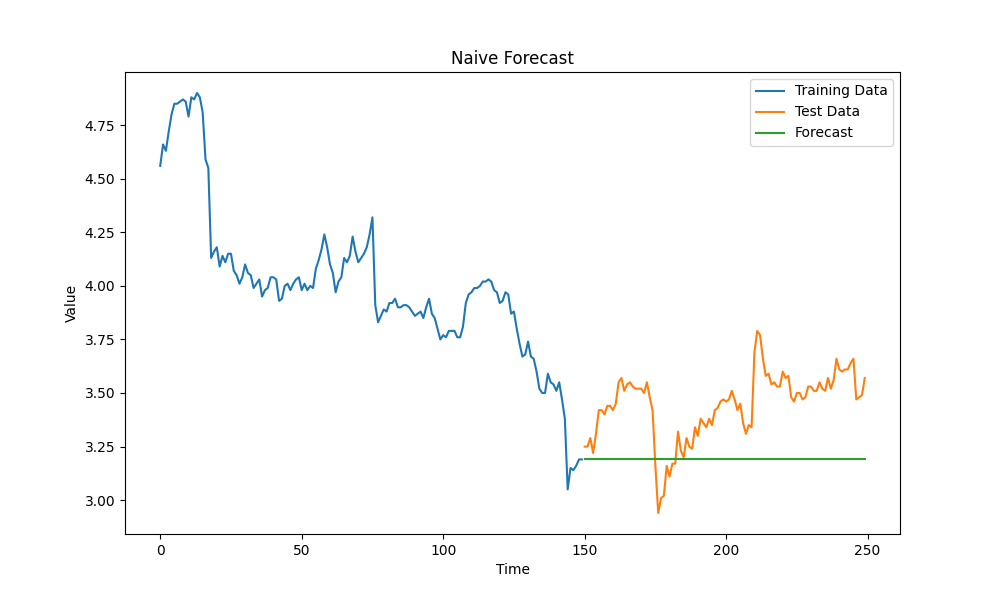 Naive Forecast
Training Data
Test Data
Forecast
Value
4.75
4.50
4.25
4.00
3.75
3.50
3.25
3.00
0
50
100
150
200
250
Time